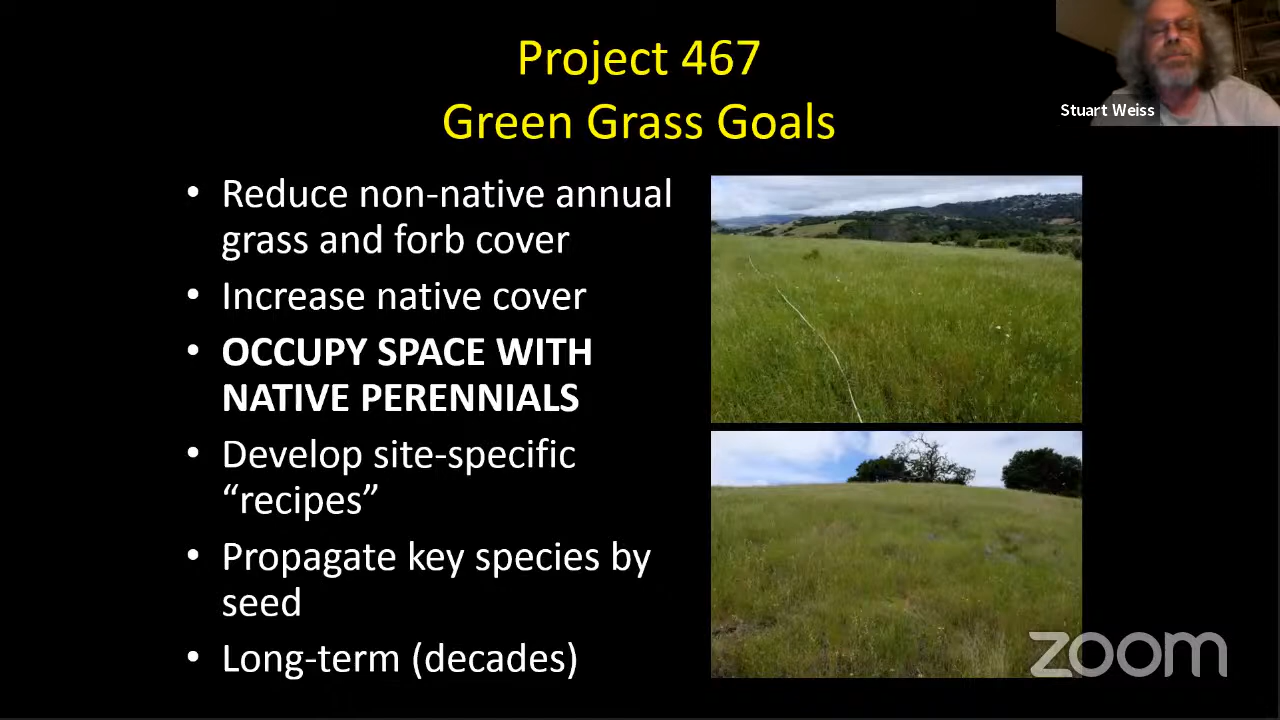 Project 467
Green Grass Goals
Stuart Weiss
• Reduce non-native annual
grass and forb cover
• Increase native cover
• OCCUPY SPACE WITH
NATIVE PERENNIALS
• Develop site-specific
“recipes”
• Propagate key species by
seed
• Long-term (decades)
zoom